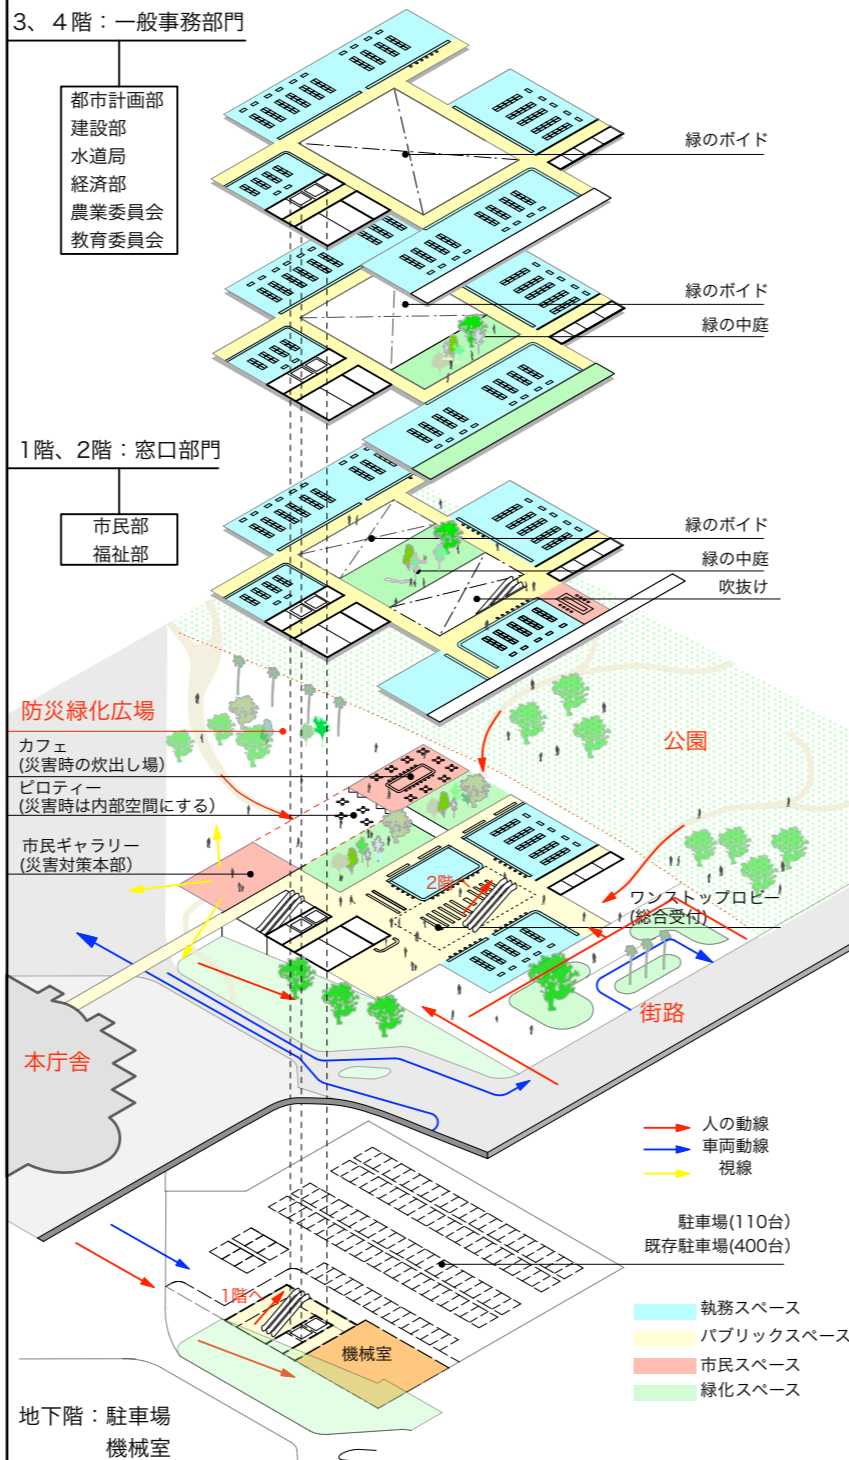 3、4階：一般事務部門
都市計画部
建設部
水道局
経済部
農業委員会
教育委員会
緑のボイド
緑のボイド
緑の中庭
1階、2階：窓口部門
市民部
福祉部
緑のボイド
緑の中庭
吹抜け
防災緑化広場
カフェ
(災害時の炊出し場)
ピロティー
(災害時は内部空間にする)
市民ギャラリー
(災害対策本部)
公園
2階へ
ワンストップロビー
(総合受付)
街路
本庁舎
人の動線
車両動線
視線
駐車場(110台)
既存駐車場(400台)
1階へ
機械室
執務スペース
パブリックスペース
市民スペース
緑化スペース
地下階：駐車場
機械室